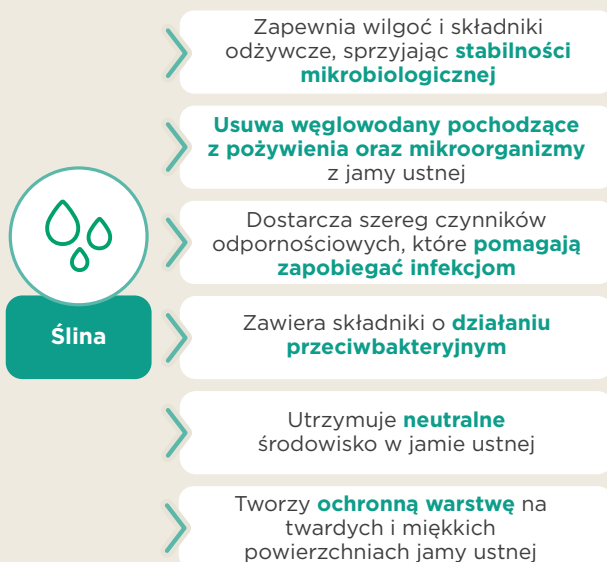 Zapewnia wilgoć i składniki
odżywcze, sprzyjając stabilności
mikrobiologicznej
Usuwa węglowodany pochodzące
z pożywienia oraz mikroorganizmy
z jamy ustnej
Dostarcza szereg czynników
odpornościowych, które pomagają
zapobiegać infekcjom
Ślina
Zawiera składniki o działaniu
przeciwbakteryjnym
Utrzymuje neutralne
środowisko w jamie ustnej
Tworzy ochronną warstwę na
twardych i miękkich
powierzchniach jamy ustnej